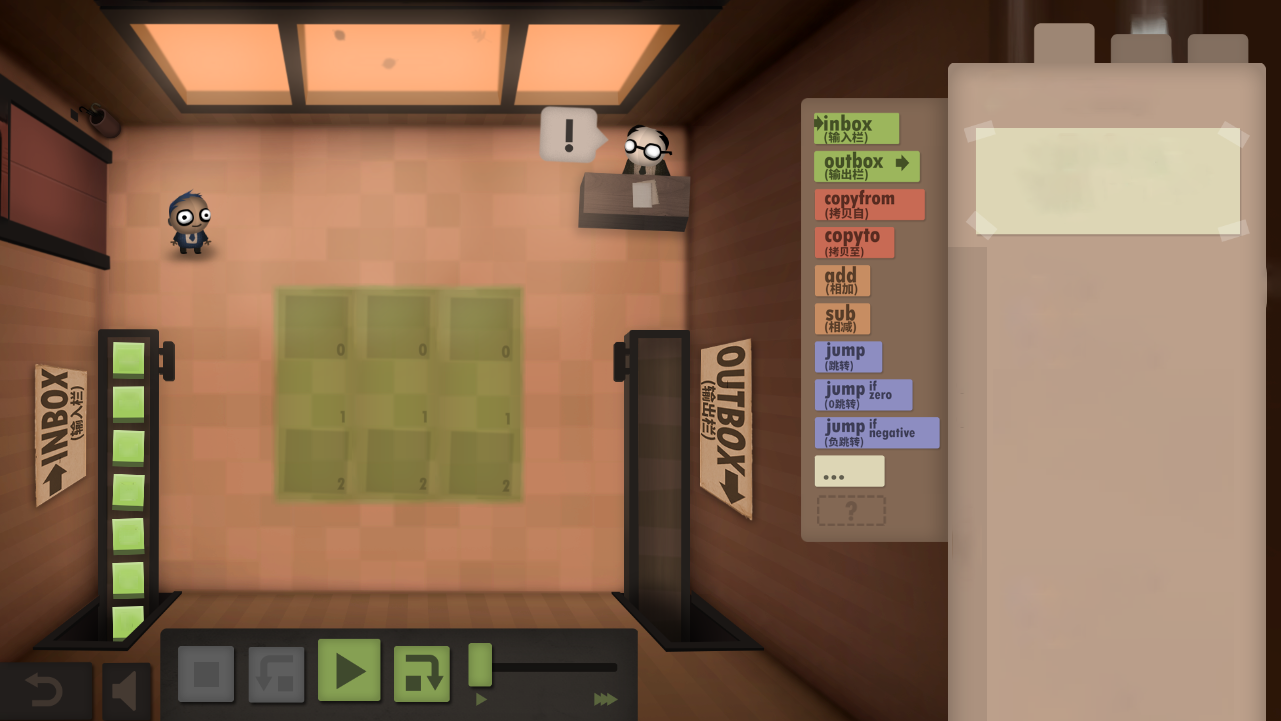 !
inbox
(输入栏)
outbox
(输出栏)
copyfrom
(拷贝自)
copyto
(拷贝至)
add
(相加)
sub
(相减)
jump
(跳转)
jump if zero
(0跳转)
jump if negative
(负跳转)
...
?
0 0 0
1 1 1
2 2 2
INBOX
(输入栏)
OUTBOX
(输出栏)